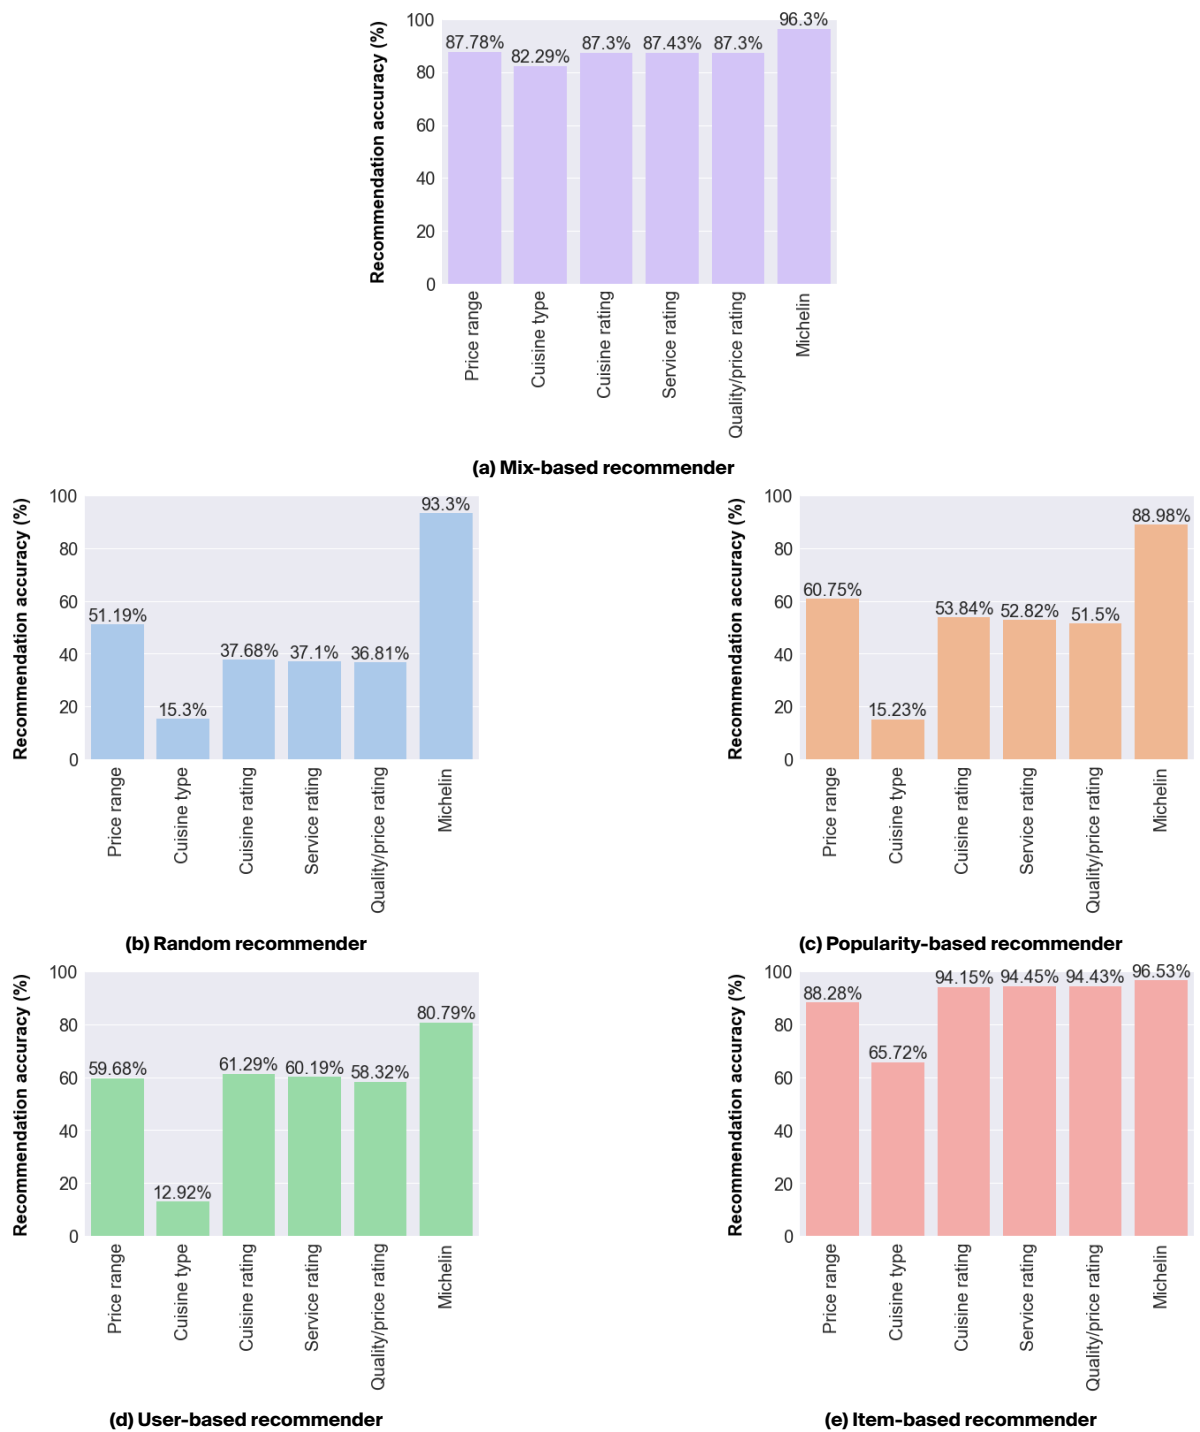 Recommendation accuracy (%)
100
80
60
40
20
0
87.78%
82.29%
87.3%
87.43%
87.3%
96.3%
Price range
Cuisine type
Cuisine rating
Service rating
Quality/price rating
Michelin
(a) Mix-based recommender
Recommendation accuracy (%)
100
80
60
40
20
0
51.19%
15.3%
37.68%
37.1%
36.81%
93.3%
Price range
Cuisine type
Cuisine rating
Service rating
Quality/price rating
Michelin
(b) Random recommender
Recommendation accuracy (%)
100
80
60
40
20
0
60.75%
15.23%
53.84%
52.82%
51.5%
88.98%
Price range
Cuisine type
Cuisine rating
Service rating
Quality/price rating
Michelin
(c) Popularity-based recommender
Recommendation accuracy (%)
100
80
60
40
20
0
59.68%
12.92%
61.29%
60.19%
58.32%
80.79%
Price range
Cuisine type
Cuisine rating
Service rating
Quality/price rating
Michelin
(d) User-based recommender
Recommendation accuracy (%)
100
80
60
40
20
0
88.28%
65.72%
94.15%
94.45%
94.43%
96.53%
Price range
Cuisine type
Cuisine rating
Service rating
Quality/price rating
Michelin
(e) Item-based recommender